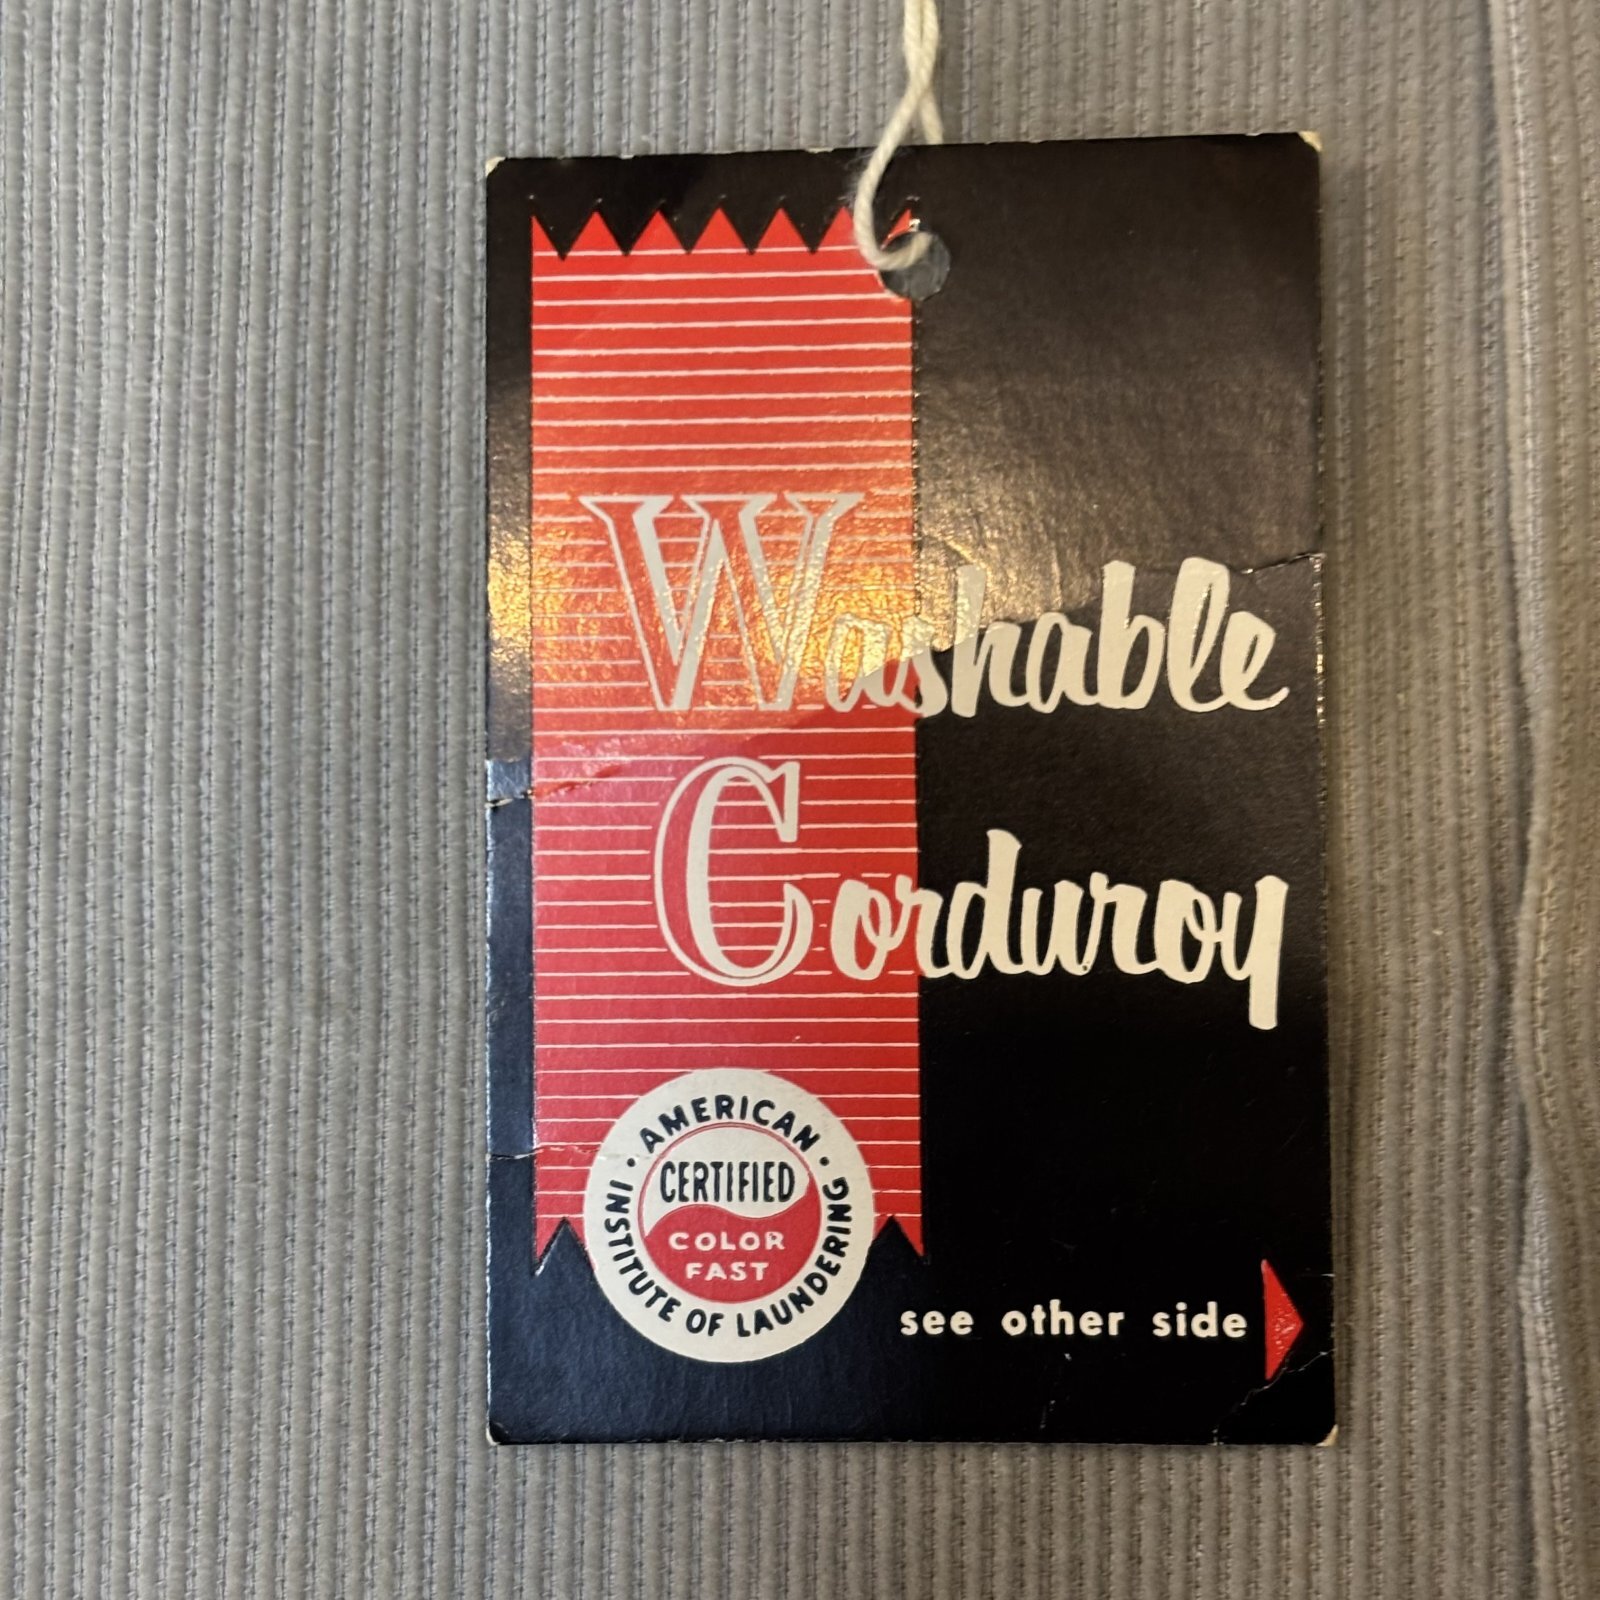 Washable
Corduroy
· AMERICAN ·
INSTITUTE OF LAUNDERING
CERTIFIED
COLOR
FAST
see other side